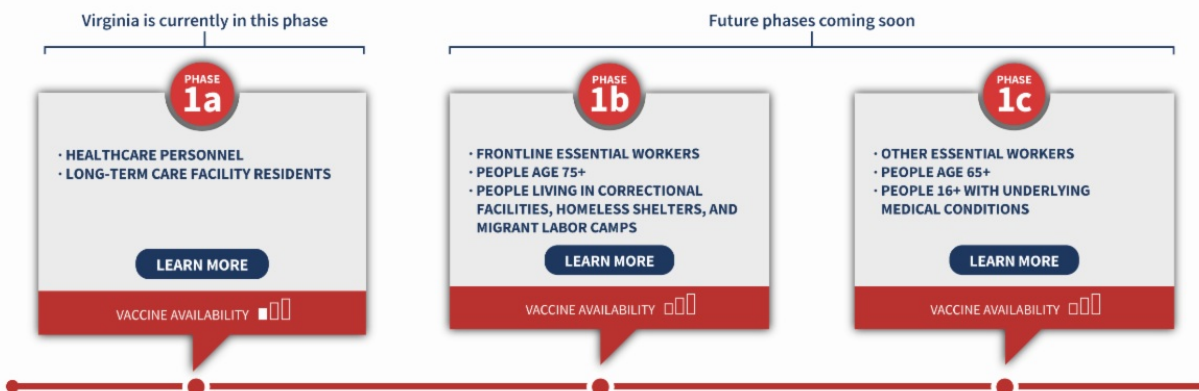 Virginia is currently in this phase
Future phases coming soon
PHASE
1a
· HEALTHCARE PERSONNEL
· LONG-TERM CARE FACILITY RESIDENTS
LEARN MORE
VACCINE AVAILABILITY
PHASE
1b
· FRONTLINE ESSENTIAL WORKERS
· PEOPLE AGE 75+
· PEOPLE LIVING IN CORRECTIONAL
FACILITIES, HOMELESS SHELTERS, AND
MIGRANT LABOR CAMPS
LEARN MORE
VACCINE AVAILABILITY
PHASE
1c
· OTHER ESSENTIAL WORKERS
· PEOPLE AGE 65+
· PEOPLE 16+ WITH UNDERLYING
MEDICAL CONDITIONS
LEARN MORE
VACCINE AVAILABILITY